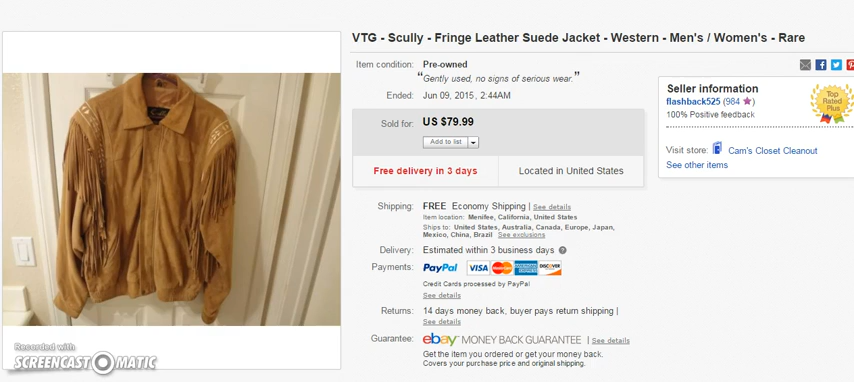 VTG - Scully - Fringe Leather Suede Jacket - Western - Men's / Women's - Rare
Item condition: Pre-owned
“Gently used, no signs of serious wear.”
Ended: Jun 09, 2015, 2:44AM
Sold for: US $79.99
Add to list
Free delivery in 3 days
Located in United States
Shipping: FREE Economy Shipping | See details
Item location: Menifee, California, United States
Ships to: United States, Australia, Canada, Europe, Japan,
Mexico, China, Brazil See exclusions
Delivery: Estimated within 3 business days
Payments: PayPal VISA MasterCard AMERICAN EXPRESS DISCOVER
Credit Cards processed by PayPal
See details
Returns: 14 days money back, buyer pays return shipping |
See details
Guarantee: ebay MONEY BACK GUARANTEE | See details
Get the item you ordered or get your money back.
Covers your purchase price and original shipping.
Seller information
flashback525 (984 )
100% Positive feedback
Top
Rated
Plus
Visit store: Cam's Closet Cleanout
See other items
Recorded with
SCREENCAST-O-MATIC